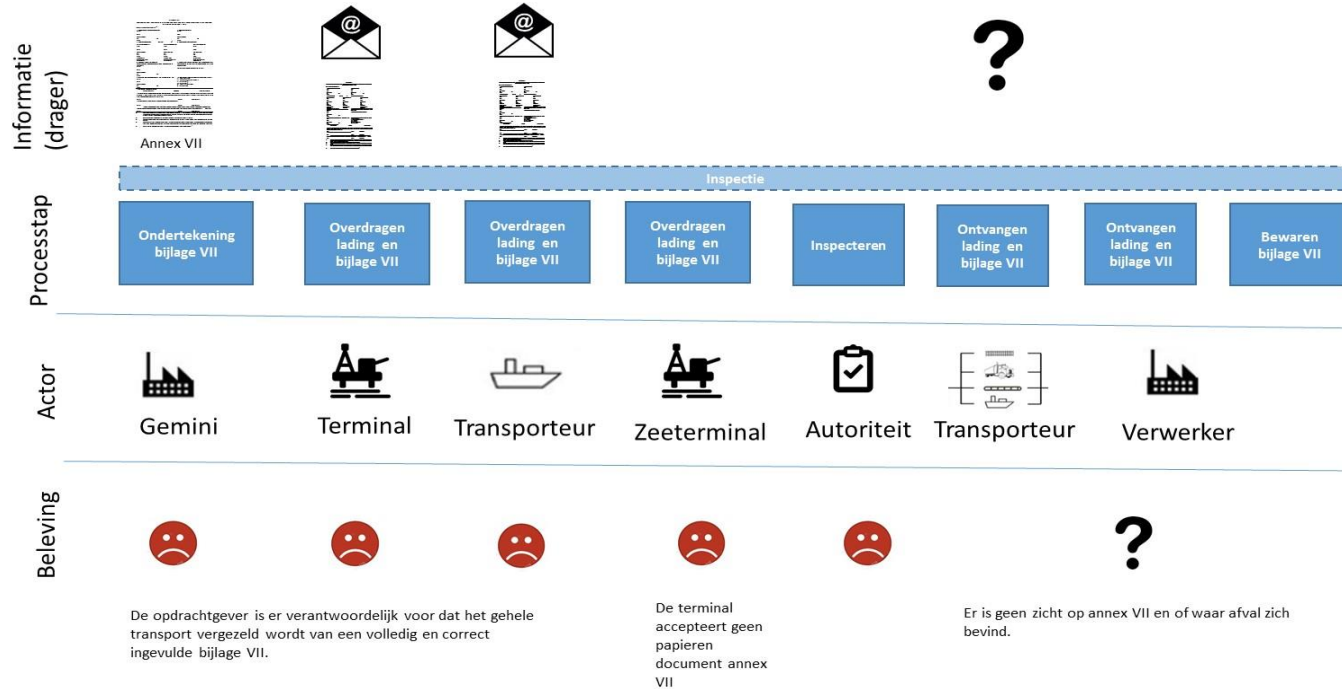 Informatie
(drager)
@
@
?
Annex VII
Inspectie
Processtap
Ondertekening
bijlage VII
Overdragen
lading en
bijlage VII
Overdragen
lading en
bijlage VII
Overdragen
lading en
bijlage VII
Inspecteren
Ontvangen
lading en
bijlage VII
Ontvangen
lading en
bijlage VII
Bewaren
bijlage VII
Actor
Gemini
Terminal
Transporteur
Zeeterminal
Autoriteit
Transporteur
Verwerker
Beleving
?
De opdrachtgever is er verantwoordelijk voor dat het gehele
transport vergezeld wordt van een volledig en correct
ingevulde bijlage VII.
De terminal
accepteert geen
papieren
document annex
VII
Er is geen zicht op annex VII en of waar afval zich
bevind.